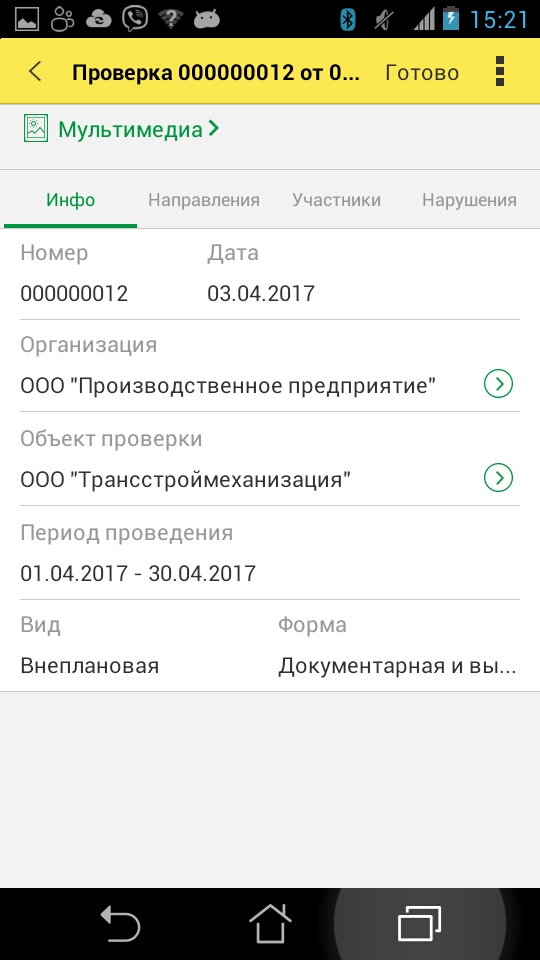 15:21
Проверка 000000012 от 0... Готово
Мультимедиа
Инфо Направления Участники Нарушения
Номер Дата
000000012 03.04.2017
Организация
ООО "Производственное предприятие"
Объект проверки
ООО "Трансстроймеханизация"
Период проведения
01.04.2017 - 30.04.2017
Вид Форма
Внеплановая Документарная и вы...